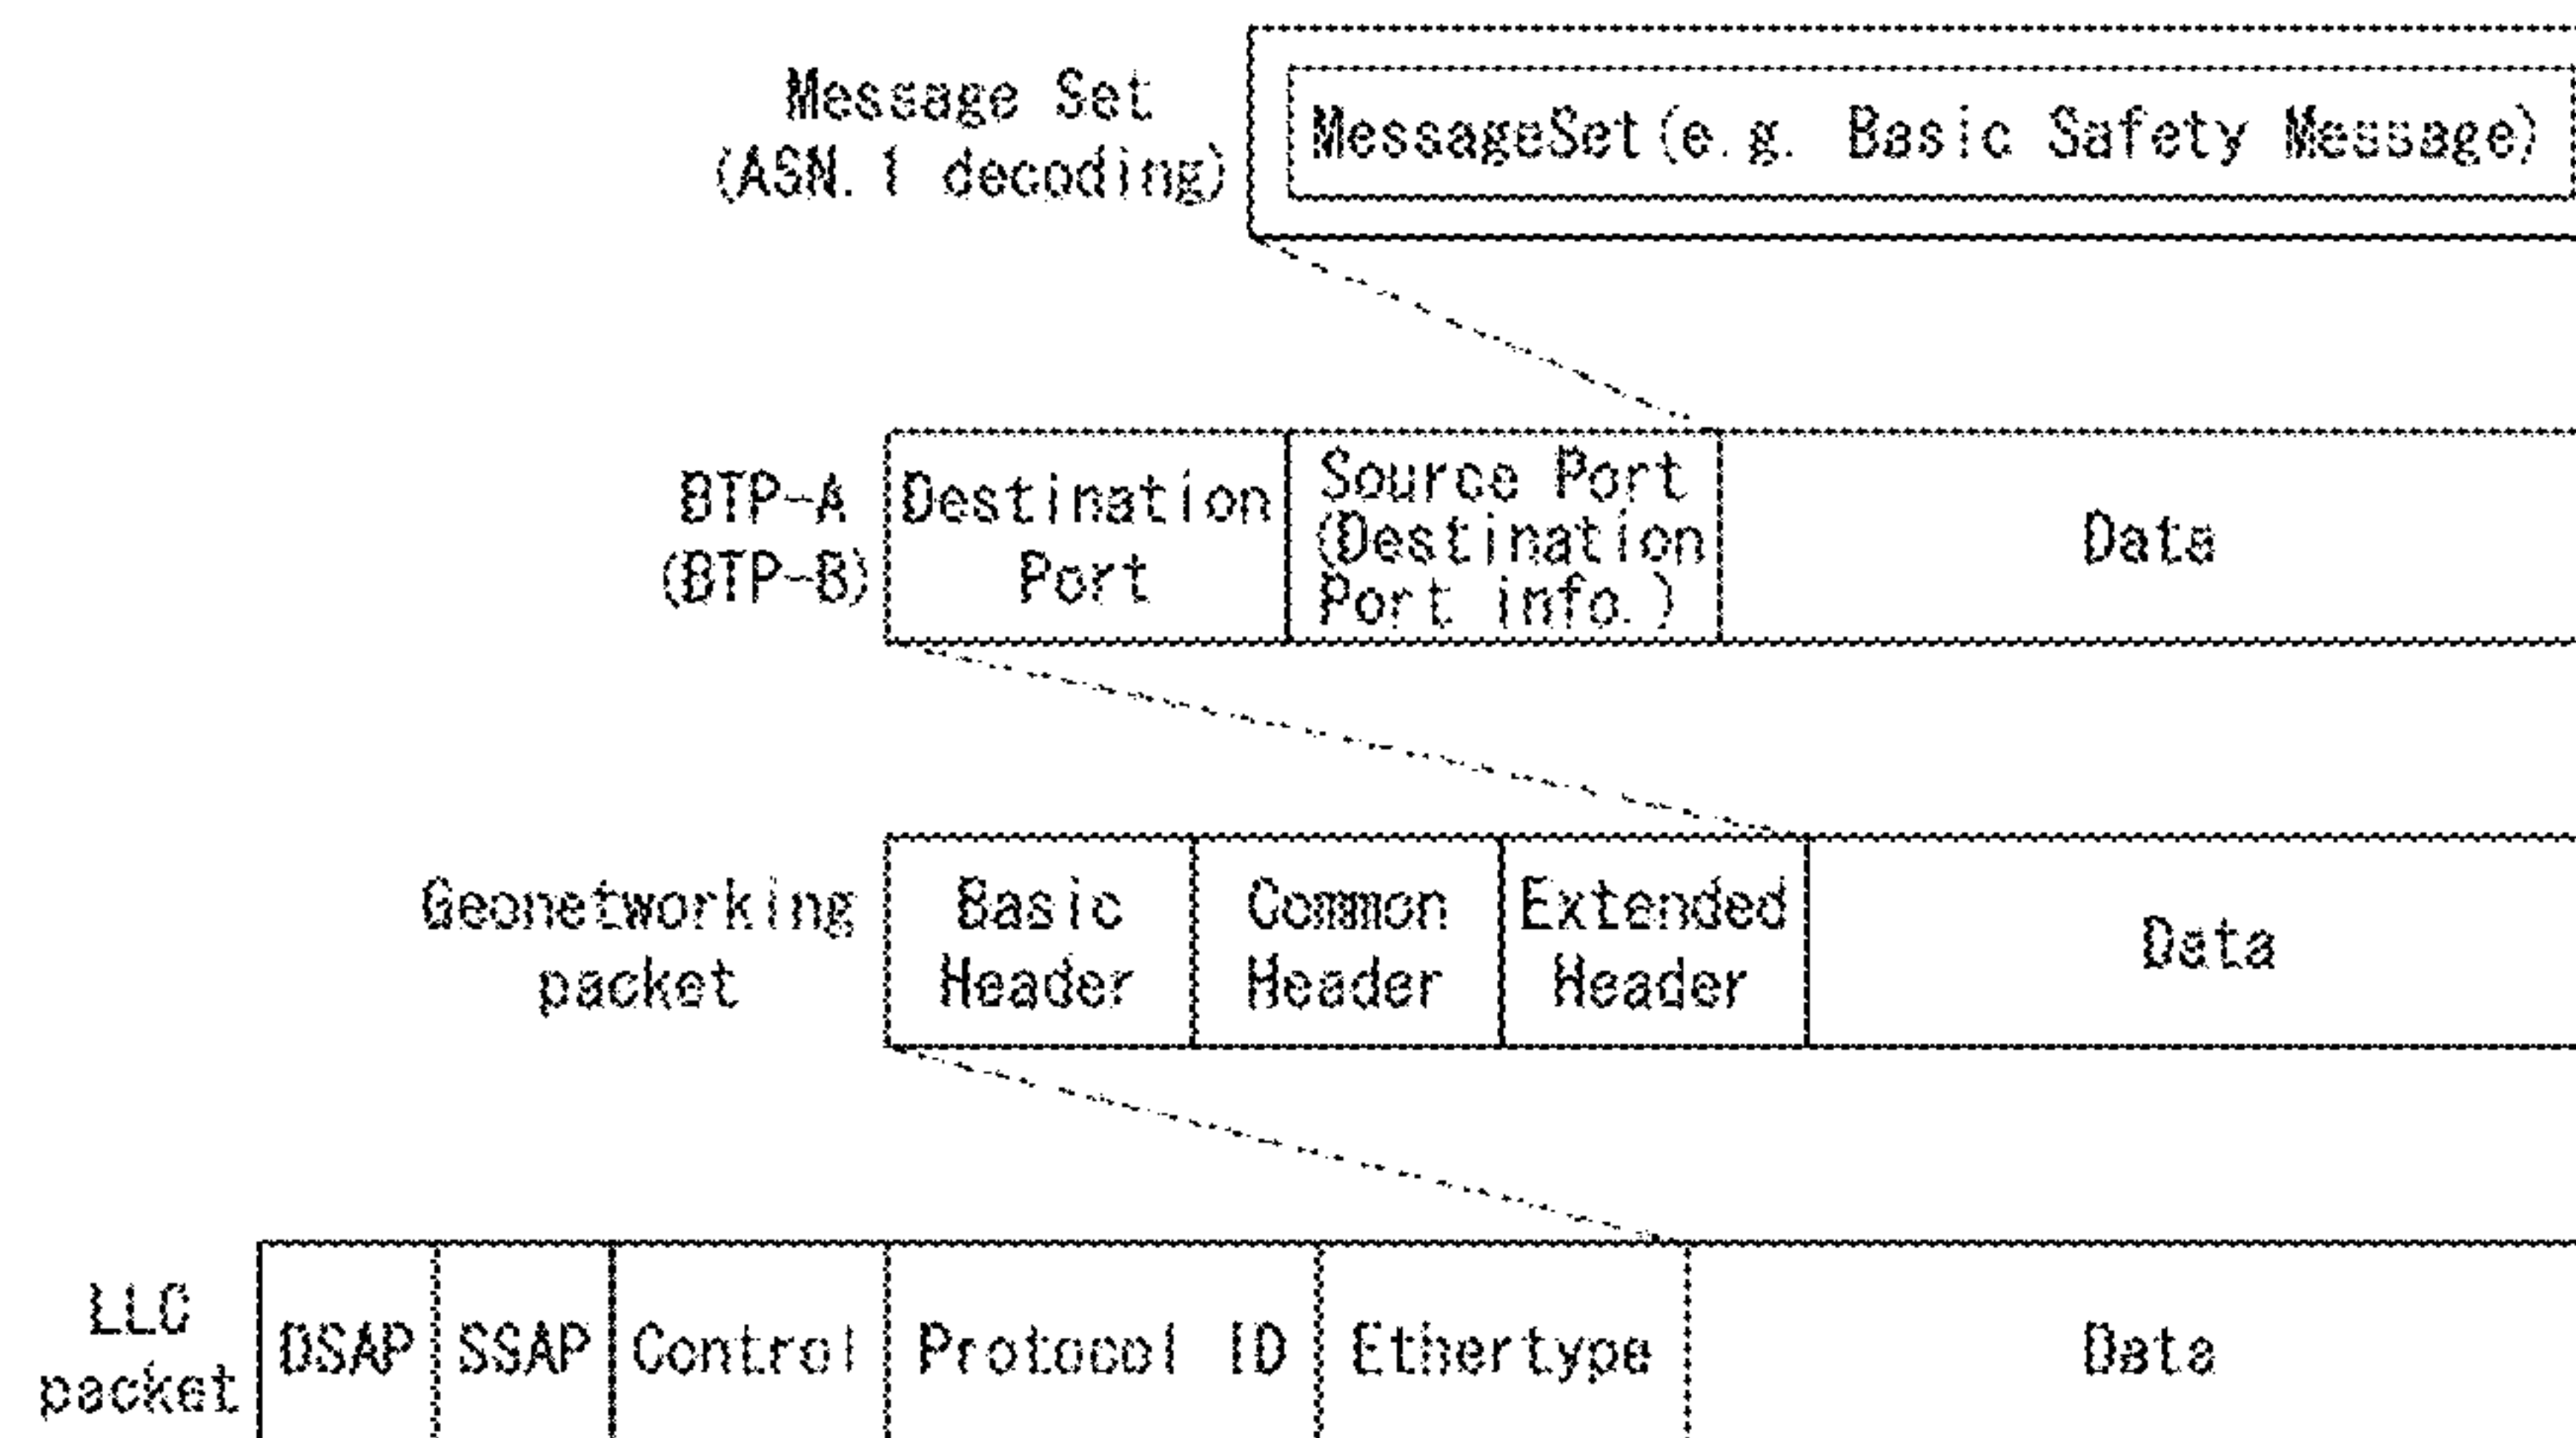 Message Set
(ASN.1 decoding)
MessageSet(e.g. Basic Safety Message)
BTP-A
(BTP-B)
Destination
Port
Source Port
(Destination
Port info.)
Data
Geonetworking
packet
Basic
Header
Common
Header
Extended
Header
Data
LLC
packet
DSAP
SSAP
Control
Protocol ID
Ethertype
Data